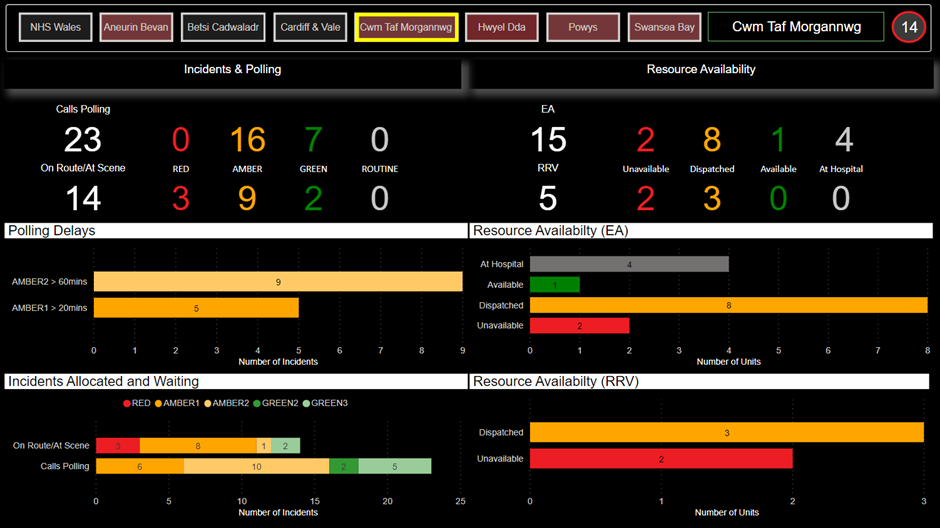 NHS Wales Aneurin Bevan Betsi Cadwaladr Cardiff & Vale Cwm Taf Morgannwg Hwyel Dda Powys Swansea Bay Cwm Taf Morgannwg 14
Incidents & Polling
Calls Polling
23 0 16 7 0
On Route/At Scene RED AMBER GREEN ROUTINE
14 3 9 2 0
Resource Availability
EA
15 2 8 1 4
RRV Unavailable Dispatched Available At Hospital
5 2 3 0 0
Polling Delays
AMBER2 > 60mins 9
AMBER1 > 20mins 5
0 1 2 3 4 5 6 7 8 9
Number of Incidents
Resource Availabilty (EA)
At Hospital 4
Available 1
Dispatched 8
Unavailable 2
0 1 2 3 4 5 6 7 8
Number of Units
Incidents Allocated and Waiting
RED AMBER1 AMBER2 GREEN2 GREEN3
On Route/At Scene 3 8 1 2
Calls Polling 6 10 2 5
0 5 10 15 20 25
Number of Incidents
Resource Availabilty (RRV)
Dispatched 3
Unavailable 2
0 1 2 3
Number of Units